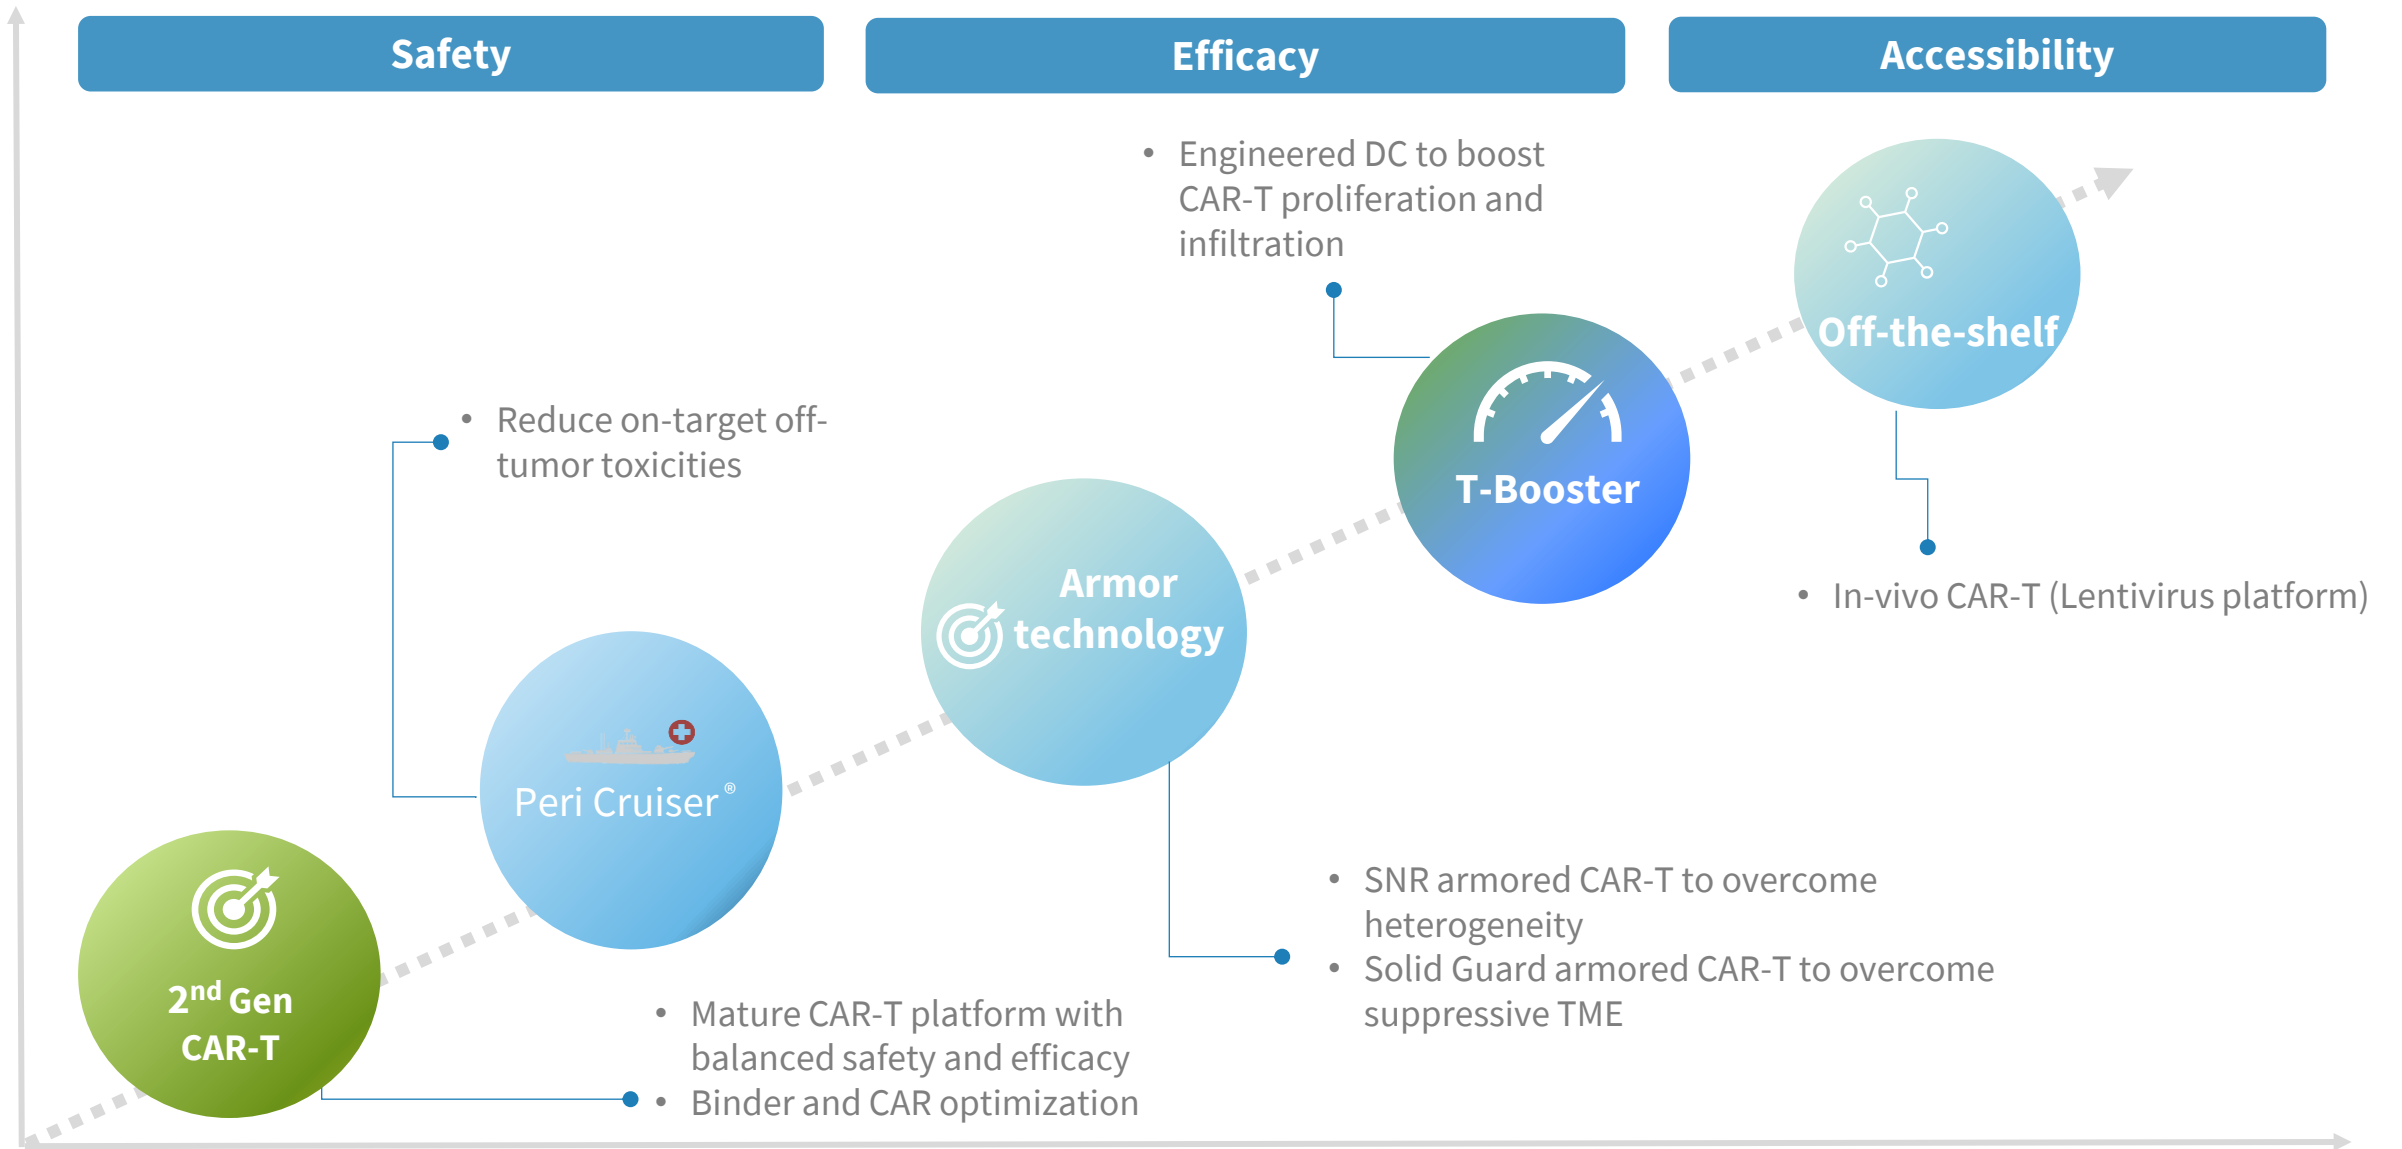 Safety
Efficacy
Accessibility
• Engineered DC to boost
CAR-T proliferation and
infiltration
Off-the-shelf
• Reduce on-target off-
tumor toxicities
T-Booster
Armor
technology
• In-vivo CAR-T (Lentivirus platform)
Peri Cruiser®
• SNR armored CAR-T to overcome
heterogeneity
• Solid Guard armored CAR-T to overcome
suppressive TME
2nd Gen
CAR-T
• Mature CAR-T platform with
balanced safety and efficacy
• Binder and CAR optimization